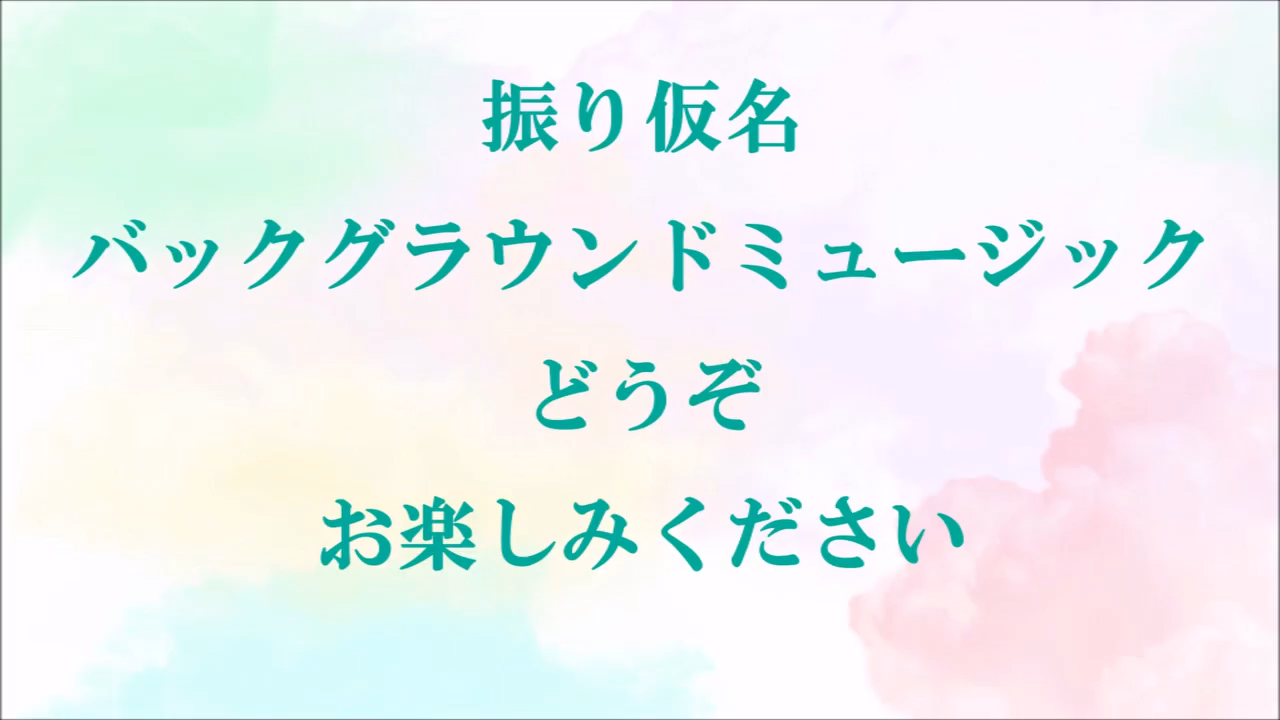 振り仮名
バックグラウンドミュージック
どうぞ
お楽しみください